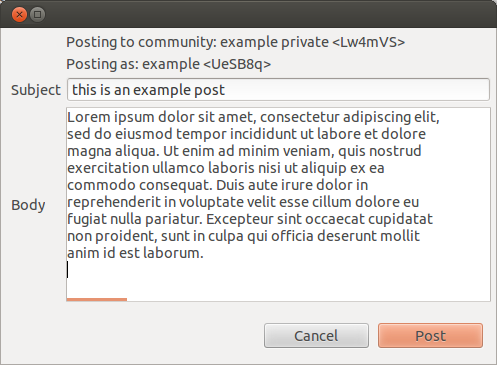 Posting to community: example private <Lw4mVS>
Posting as: example <UeSB8q>
Subject this is an example post
Lorem ipsum dolor sit amet, consectetur adipiscing elit,
sed do eiusmod tempor incididunt ut labore et dolore
magna aliqua. Ut enim ad minim veniam, quis nostrud
exercitation ullamco laboris nisi ut aliquip ex ea
commodo consequat. Duis aute irure dolor in
Body
reprehenderit in voluptate velit esse cillum dolore eu
fugiat nulla pariatur. Excepteur sint occaecat cupidatat
non proident, sunt in culpa qui officia deserunt mollit
anim id est laborum.
Cancel Post